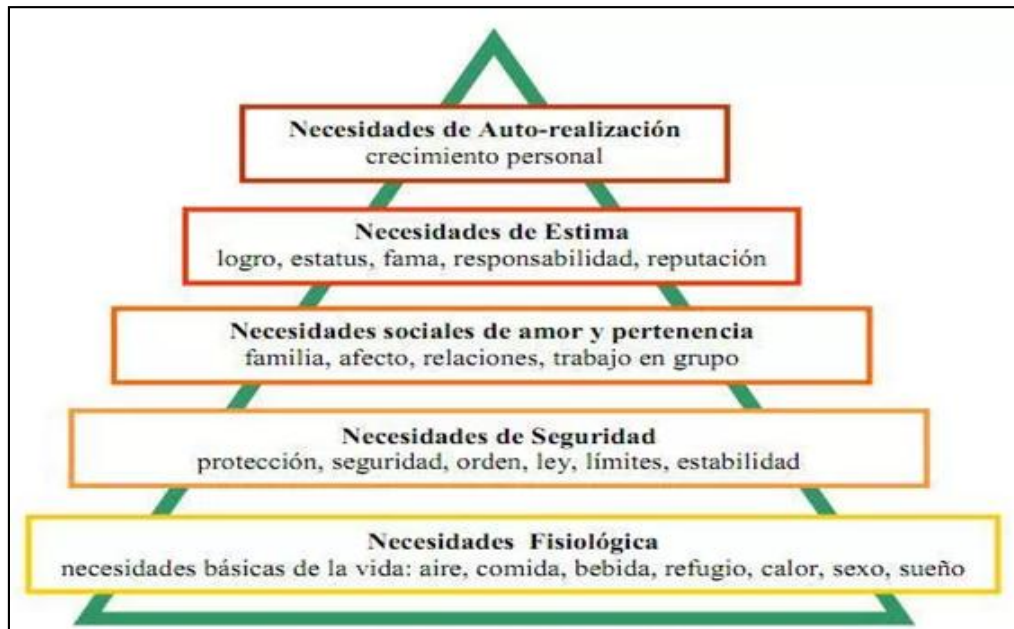 Necesidades de Auto-realización
crecimiento personal
Necesidades de Estima
logro, estatus, fama, responsabilidad, reputación
Necesidades sociales de amor y pertenencia
familia, afecto, relaciones, trabajo en grupo
Necesidades de Seguridad
protección, seguridad, orden, ley, límites, estabilidad
Necesidades Fisiológica
necesidades básicas de la vida: aire, comida, bebida, refugio, calor, sexo, sueño